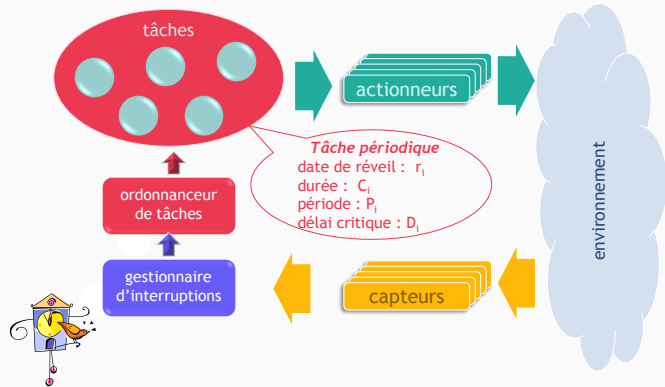 tâches
actionneurs
Tâche périodique
date de réveil : ri
durée : Ci
période : Pi
délai critique : Di
ordonnanceur
de tâches
environnement
gestionnaire
d'interruptions
capteurs